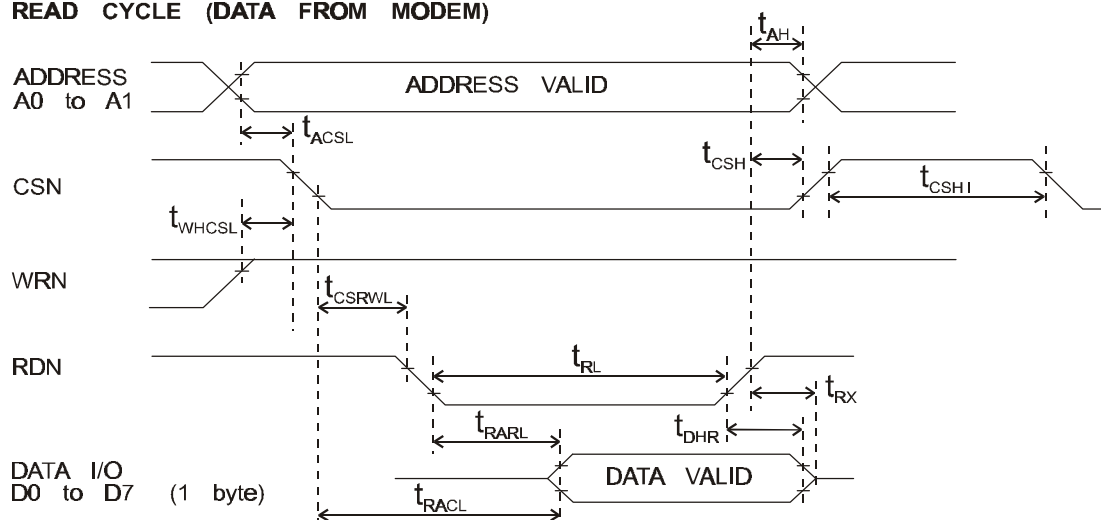 READ CYCLE (DATA FROM MODEM)
tAH
ADDRESS
A0 to A1
ADDRESS VALID
tACSL
tCSH
CSN
tCSHI
tWHCSL
WRN
tCSRWL
RDN
tRL
tRX
tRARL
tDHR
DATA I/O
D0 to D7 (1 byte)
DATA VALID
tRACL